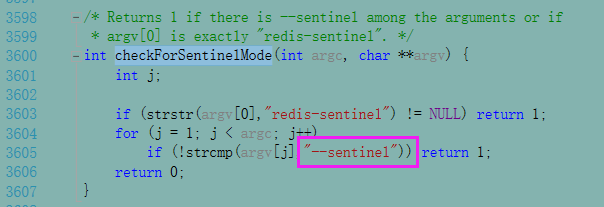 3598 /* Returns 1 if there is --sentinel among the arguments or if
3599 * argv[0] is exactly "redis-sentinel". */
3600 int checkForSentinelMode(int argc, char **argv) {
3601 int j;
3602
3603 if (strstr(argv[0],"redis-sentinel") != NULL) return 1;
3604 for (j = 1; j < argc; j++)
3605 if (!strcmp(argv[j] "--sentinel")) return 1;
3606 return 0;
3607 }